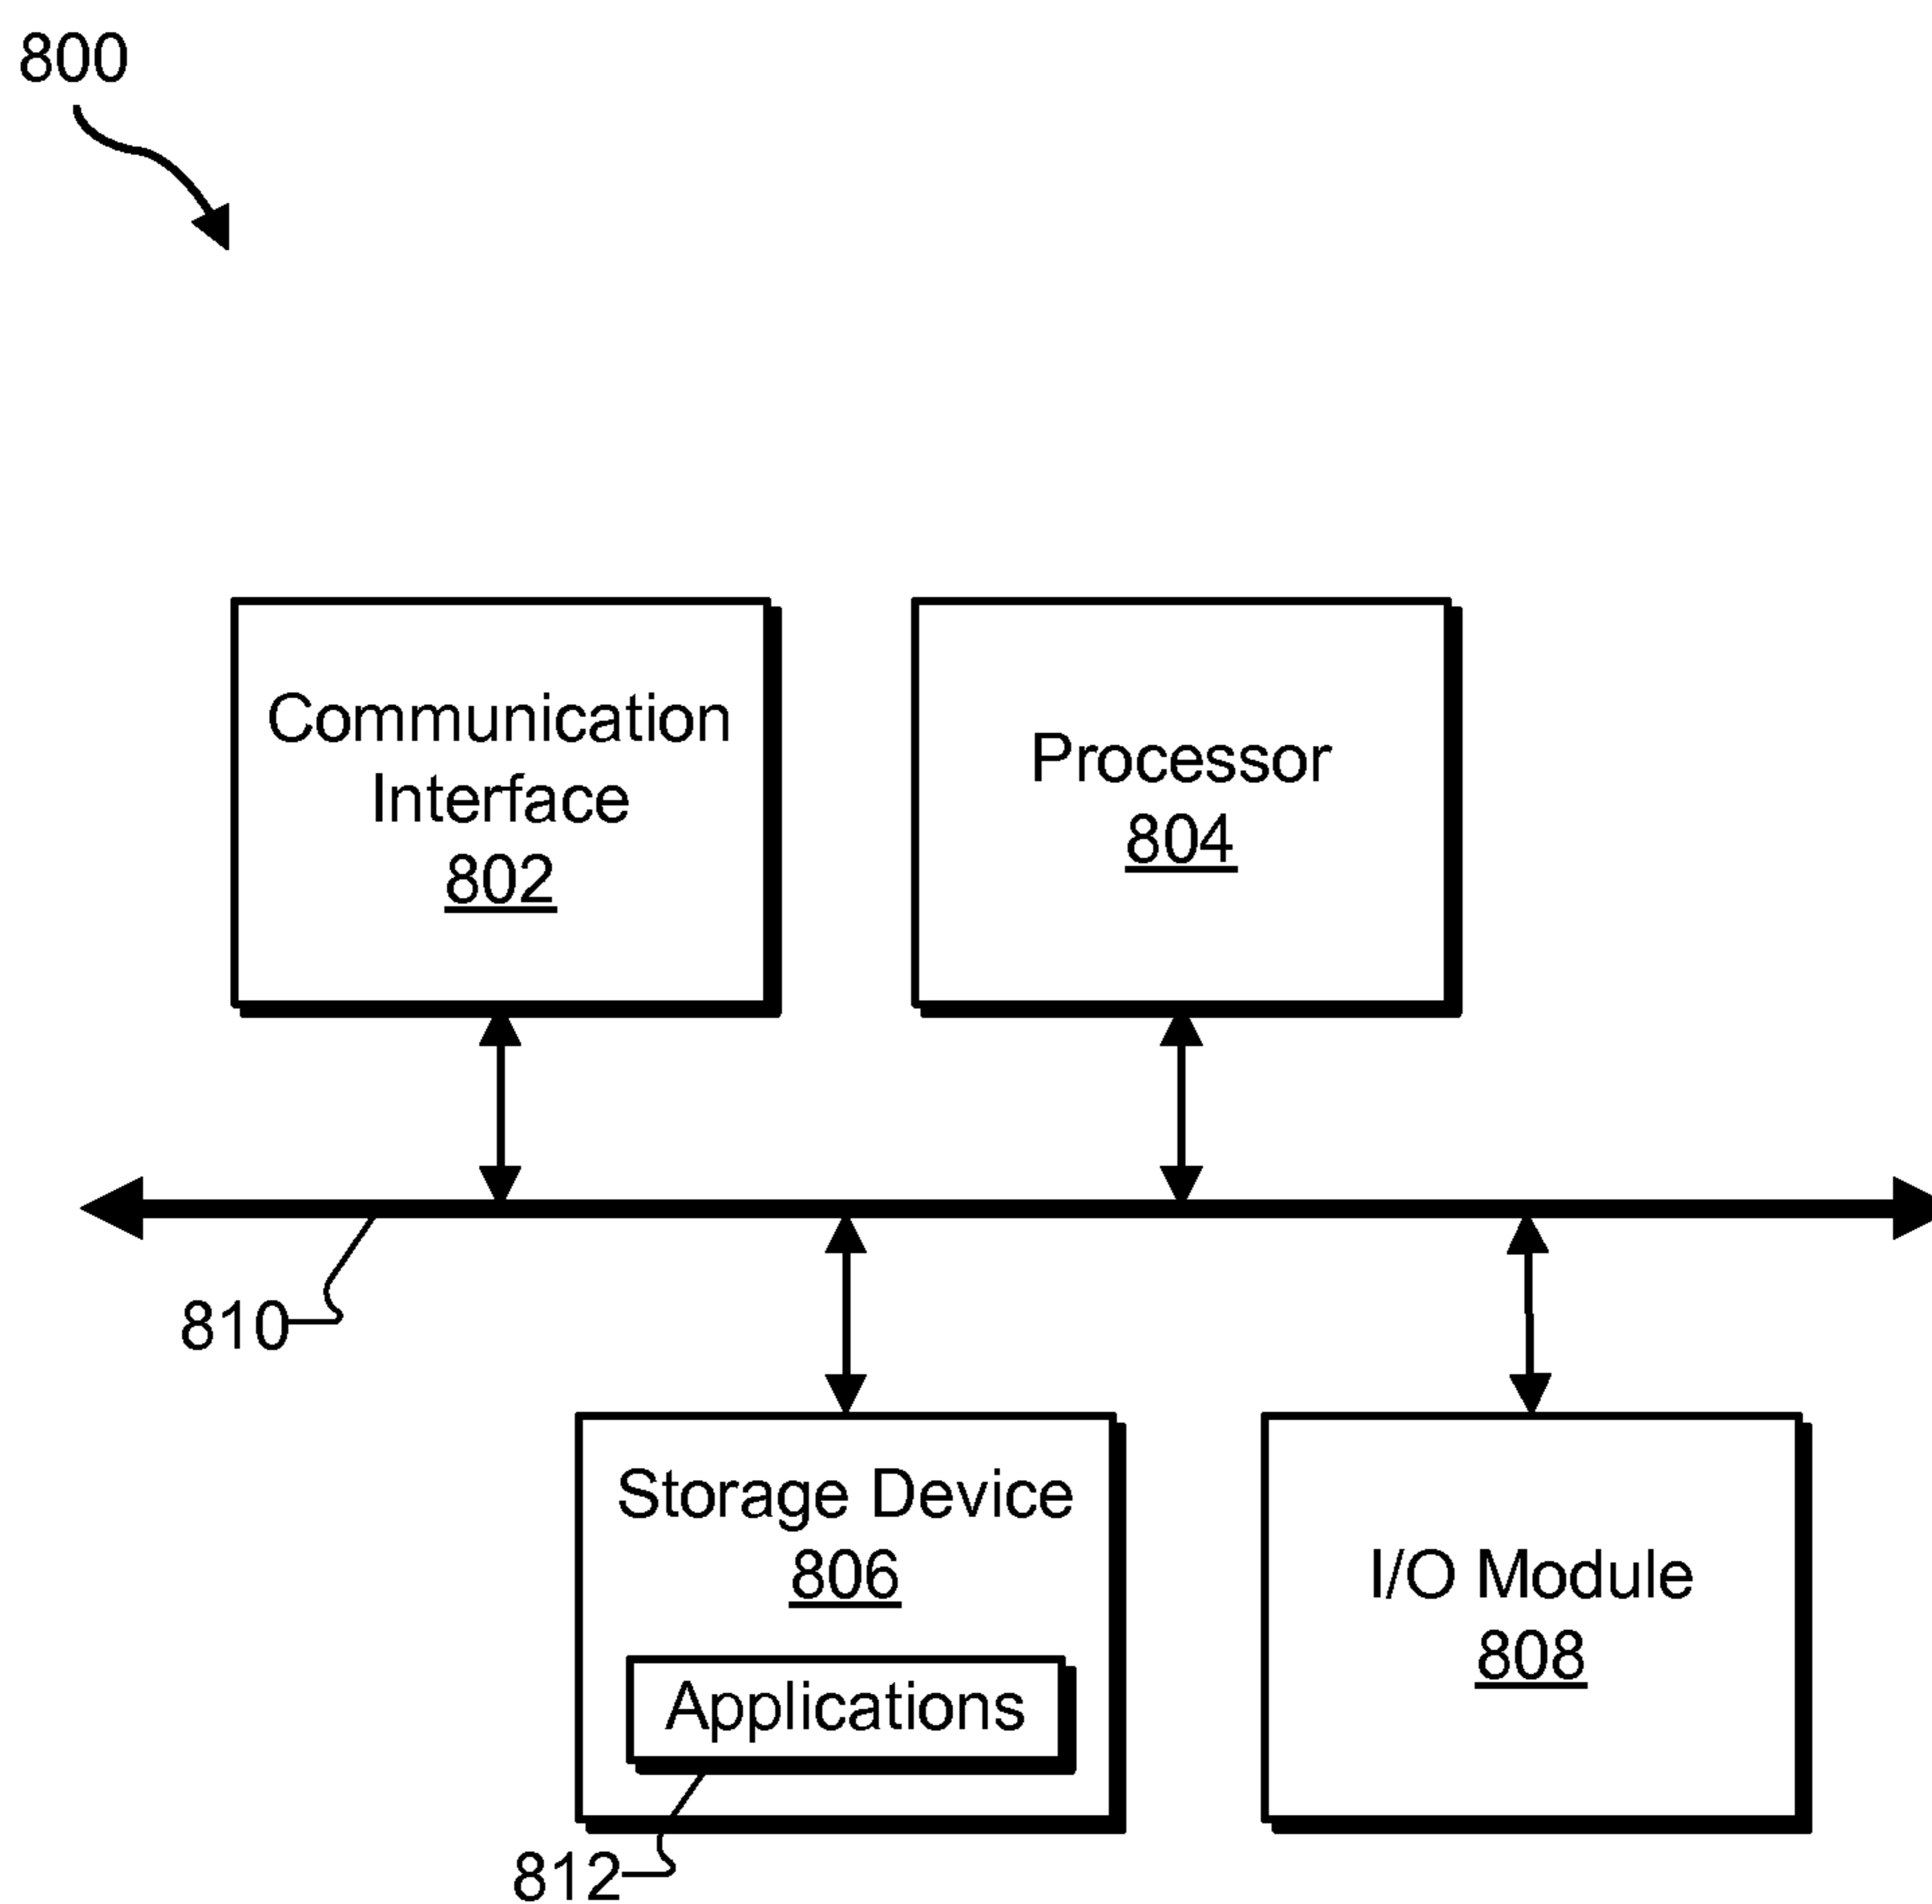 800
Communication
Interface
802
Processor
804
810
Storage Device
806
Applications
812
I/O Module
808